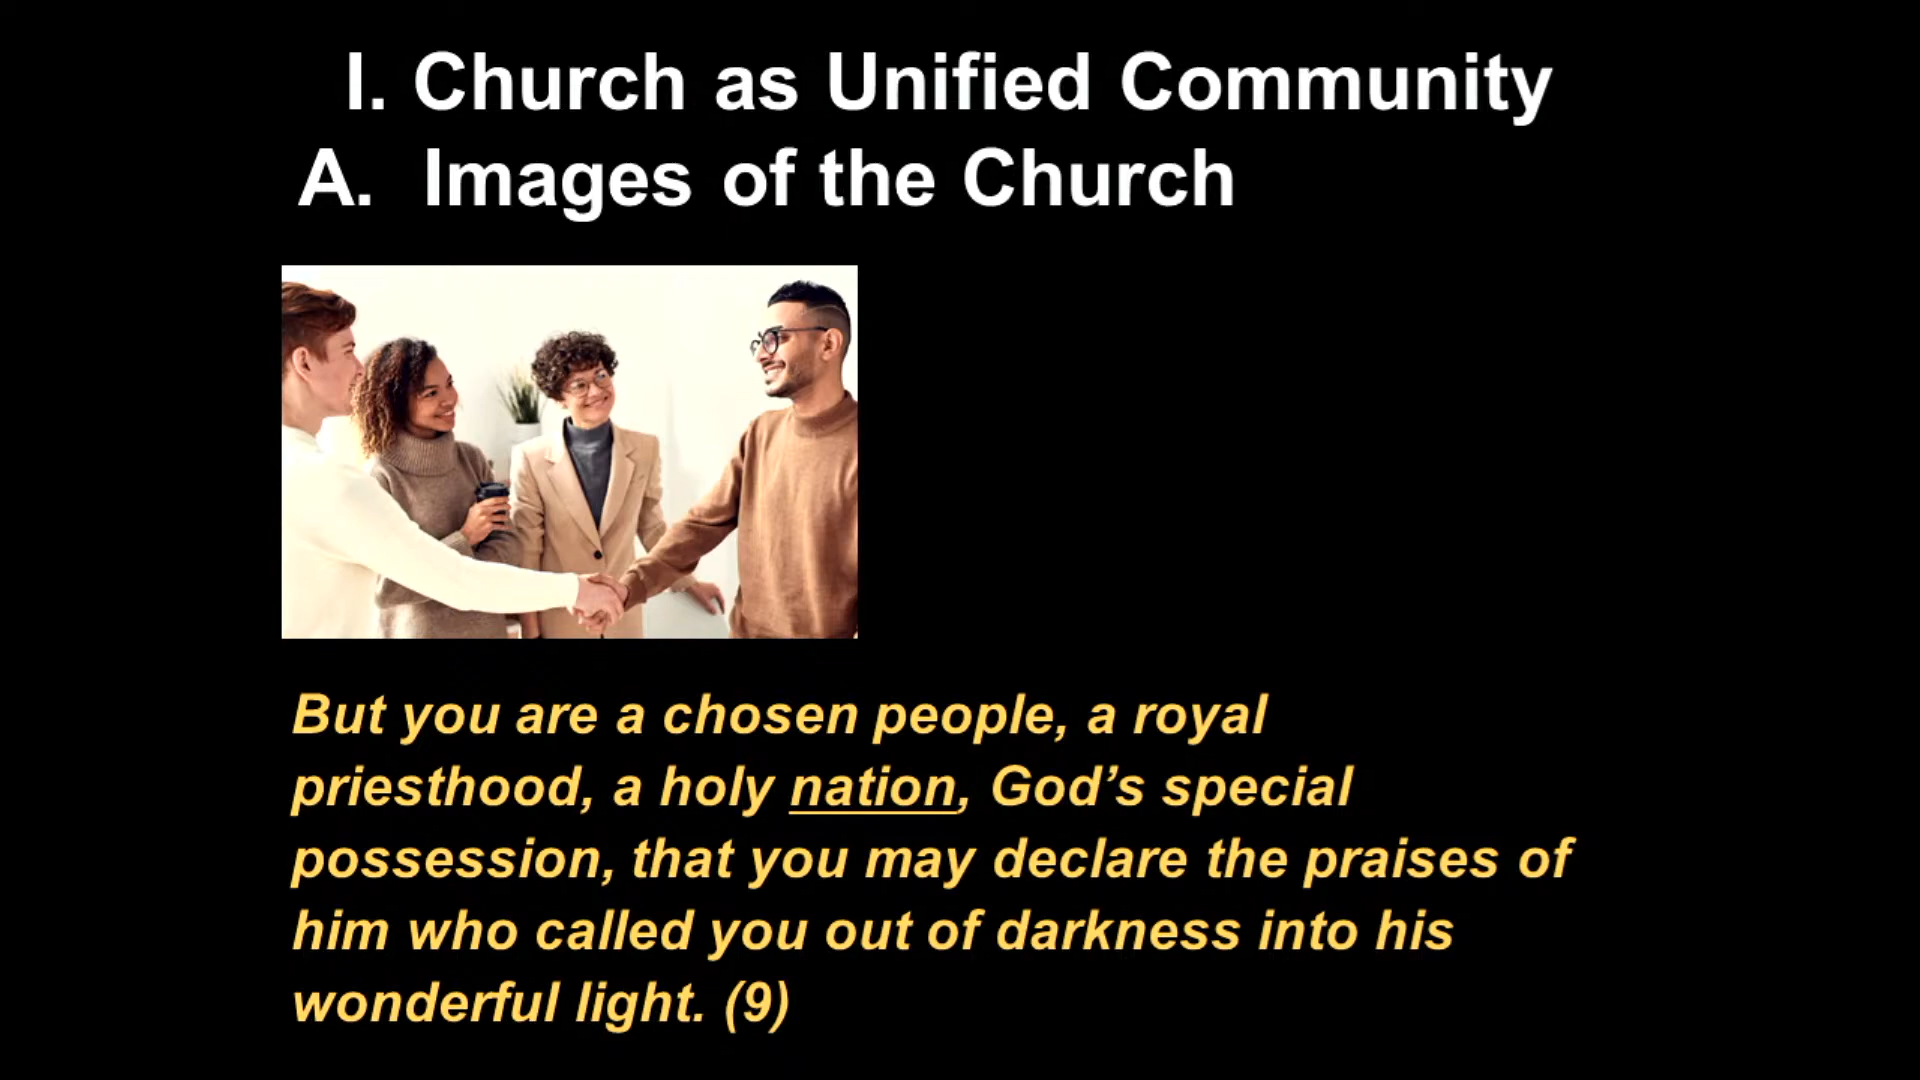 I. Church as Unified Community
A. Images of the Church
But you are a chosen people, a royal
priesthood, a holy nation, God’s special
possession, that you may declare the praises of
him who called you out of darkness into his
wonderful light. (9)